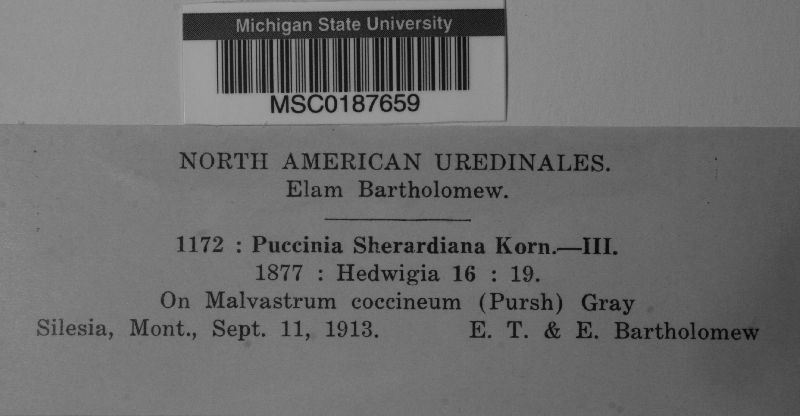 Michigan State University
MSC0187659
NORTH AMERICAN UREDINALES.
Elam Bartholomew.
1172 : Puccinia Sherardiana Korn.—III.
1877 : Hedwigia 16 : 19.
On Malvastrum coccineum (Pursh) Gray
Silesia, Mont., Sept. 11, 1913. E. T. & E. Bartholomew